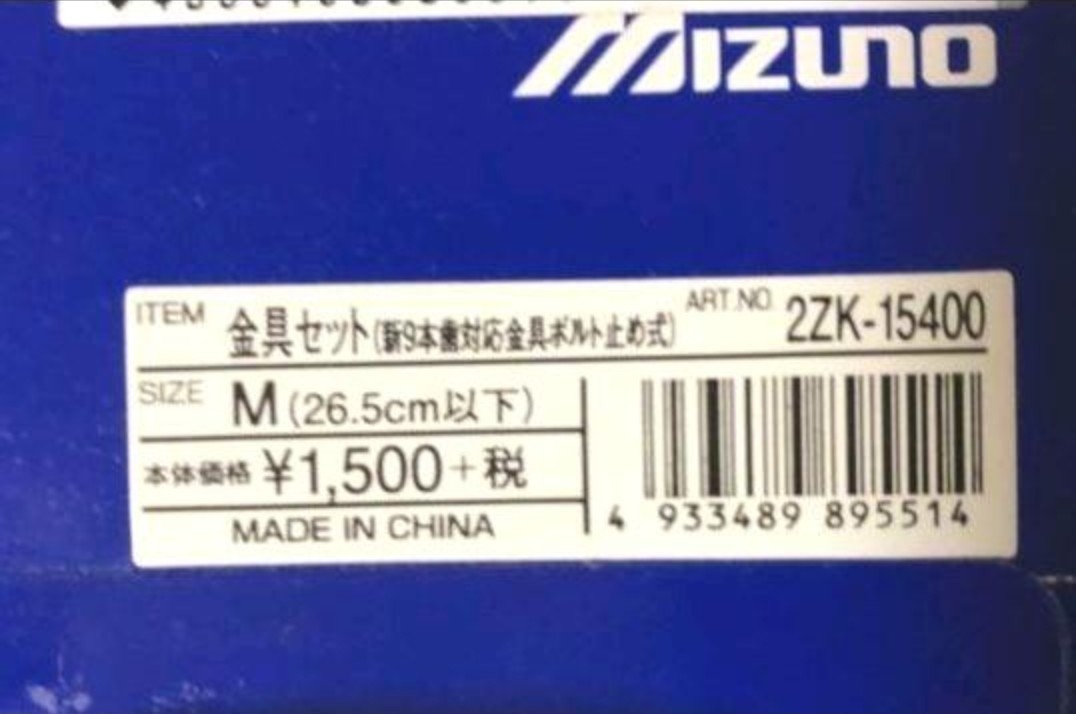 MIZUNO
ITEM 金具セット(新9本歯対応金具ボルト止め式) ART.NO. 2ZK-15400
SIZE M (26.5cm以下)
本体価格 ¥1,500+税
MADE IN CHINA
4 933489 895514